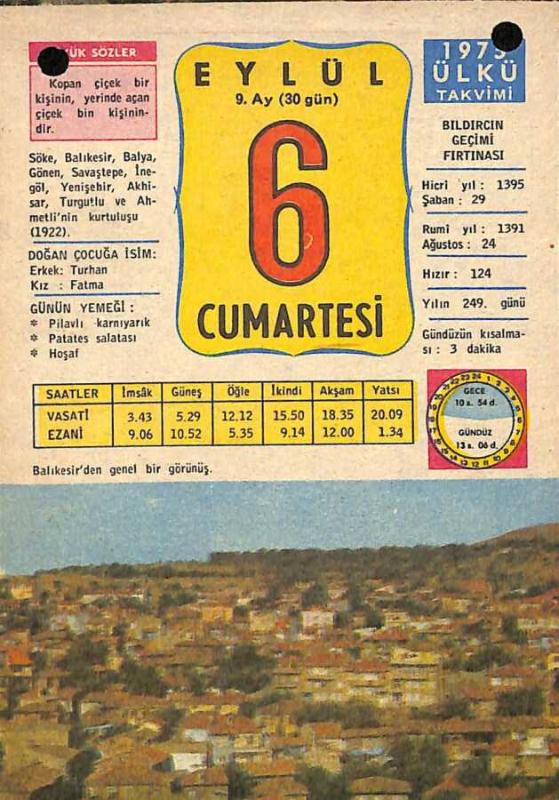 SÖZLER
Kopan çiçek bir
kişinin, yerinde açan
çiçek bin kişinin-
dir.
Söke, Balıkesir, Balya,
Gönen, Savaştepe, İne-
göl, Yenişehir, Akhi-
sar, Turgutlu ve Ah-
metli'nin kurtuluşu
(1922).
DOĞAN ÇOCUĞA İSİM:
Erkek: Turhan
Kız : Fatma
GÜNÜN YEMEĞİ :
* Pilavlı karnıyarık
* Patates salatası
* Hoşaf
EYLÜL
9. Ay (30 gün)
6
CUMARTESİ
1975
ÜLKÜ
TAKVİMİ
BILDIRCIN
GEÇİMİ
FIRTINASI
Hicri yıl : 1395
Şaban : 29
Rumi yıl : 1391
Ağustos : 24
Hızır : 124
Yılın 249. günü
Gündüzün kısalma-
sı : 3 dakika
SAATLER İmsâk Güneş Öğle İkindi Akşam Yatsı
VASATİ 3.43 5.29 12.12 15.50 18.35 20.09
EZANİ 9.06 10.52 5.35 9.14 12.00 1.34
GECE
10 s. 54 d.
GÜNDÜZ
13 s. 06 d.
Balıkesir'den genel bir görünüş.